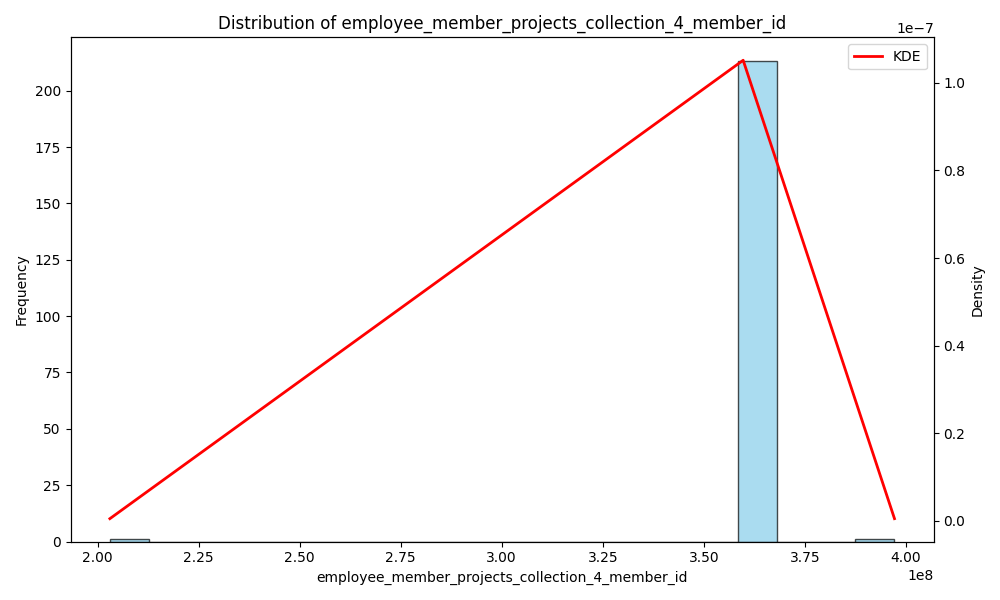 Distribution of employee_member_projects_collection_4_member_id
1e−7
KDE
Frequency
200
175
150
125
100
75
50
25
0
1.0
0.8
0.6
0.4
0.2
0.0
Density
2.00 2.25 2.50 2.75 3.00 3.25 3.50 3.75 4.00
1e8
employee_member_projects_collection_4_member_id